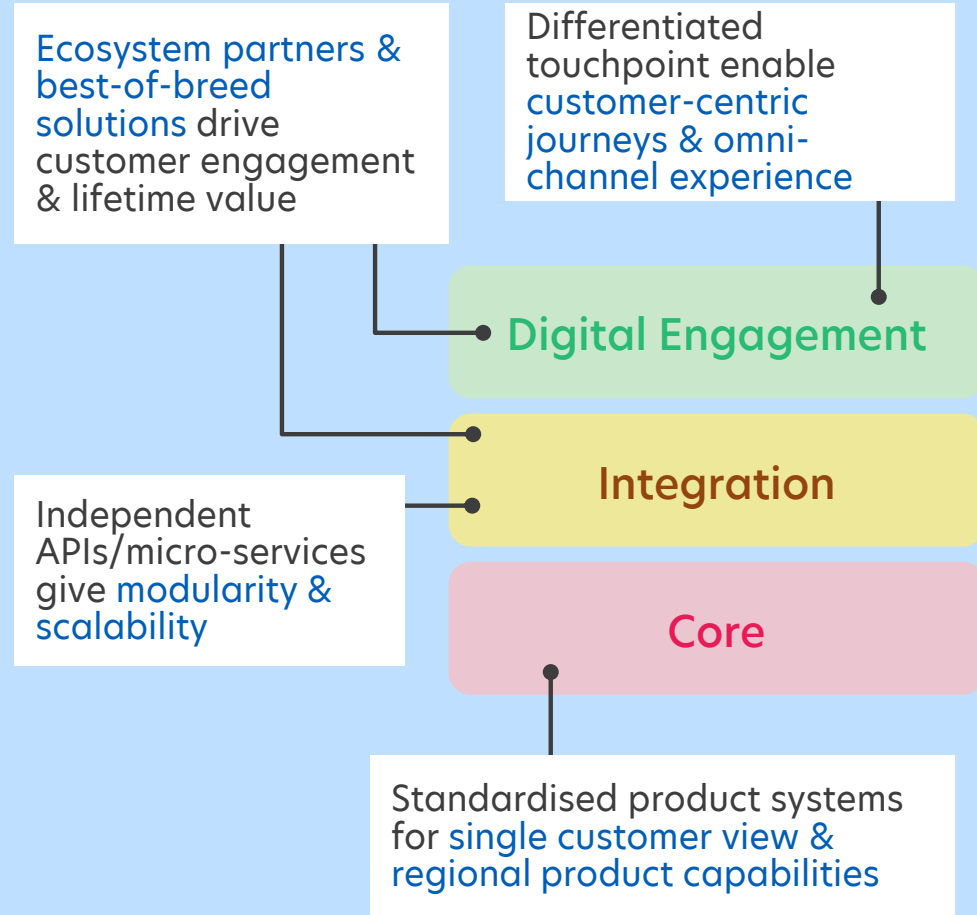 Ecosystem partners &
best-of-breed
solutions drive
customer engagement
& lifetime value
Differentiated
touchpoint enable
customer-centric
journeys & omni-
channel experience
Digital Engagement
Integration
Independent
APIs/micro-services
give modularity &
scalability
Core
Standardised product systems
for single customer view &
regional product capabilities